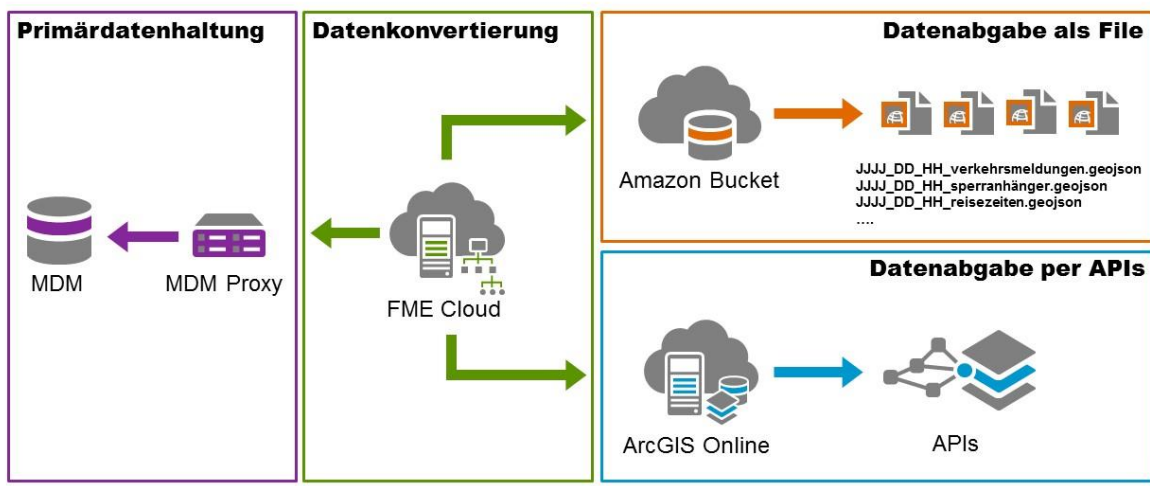 Primärdatenhaltung
MDM
MDM Proxy
Datenkonvertierung
FME Cloud
Datenabgabe als File
Amazon Bucket
JJJJ_DD_HH_verkehrsmeldungen.geojson
JJJJ_DD_HH_sperranhänger.geojson
JJJJ_DD_HH_reisezeiten.geojson
....
Datenabgabe per APIs
ArcGIS Online
APIs